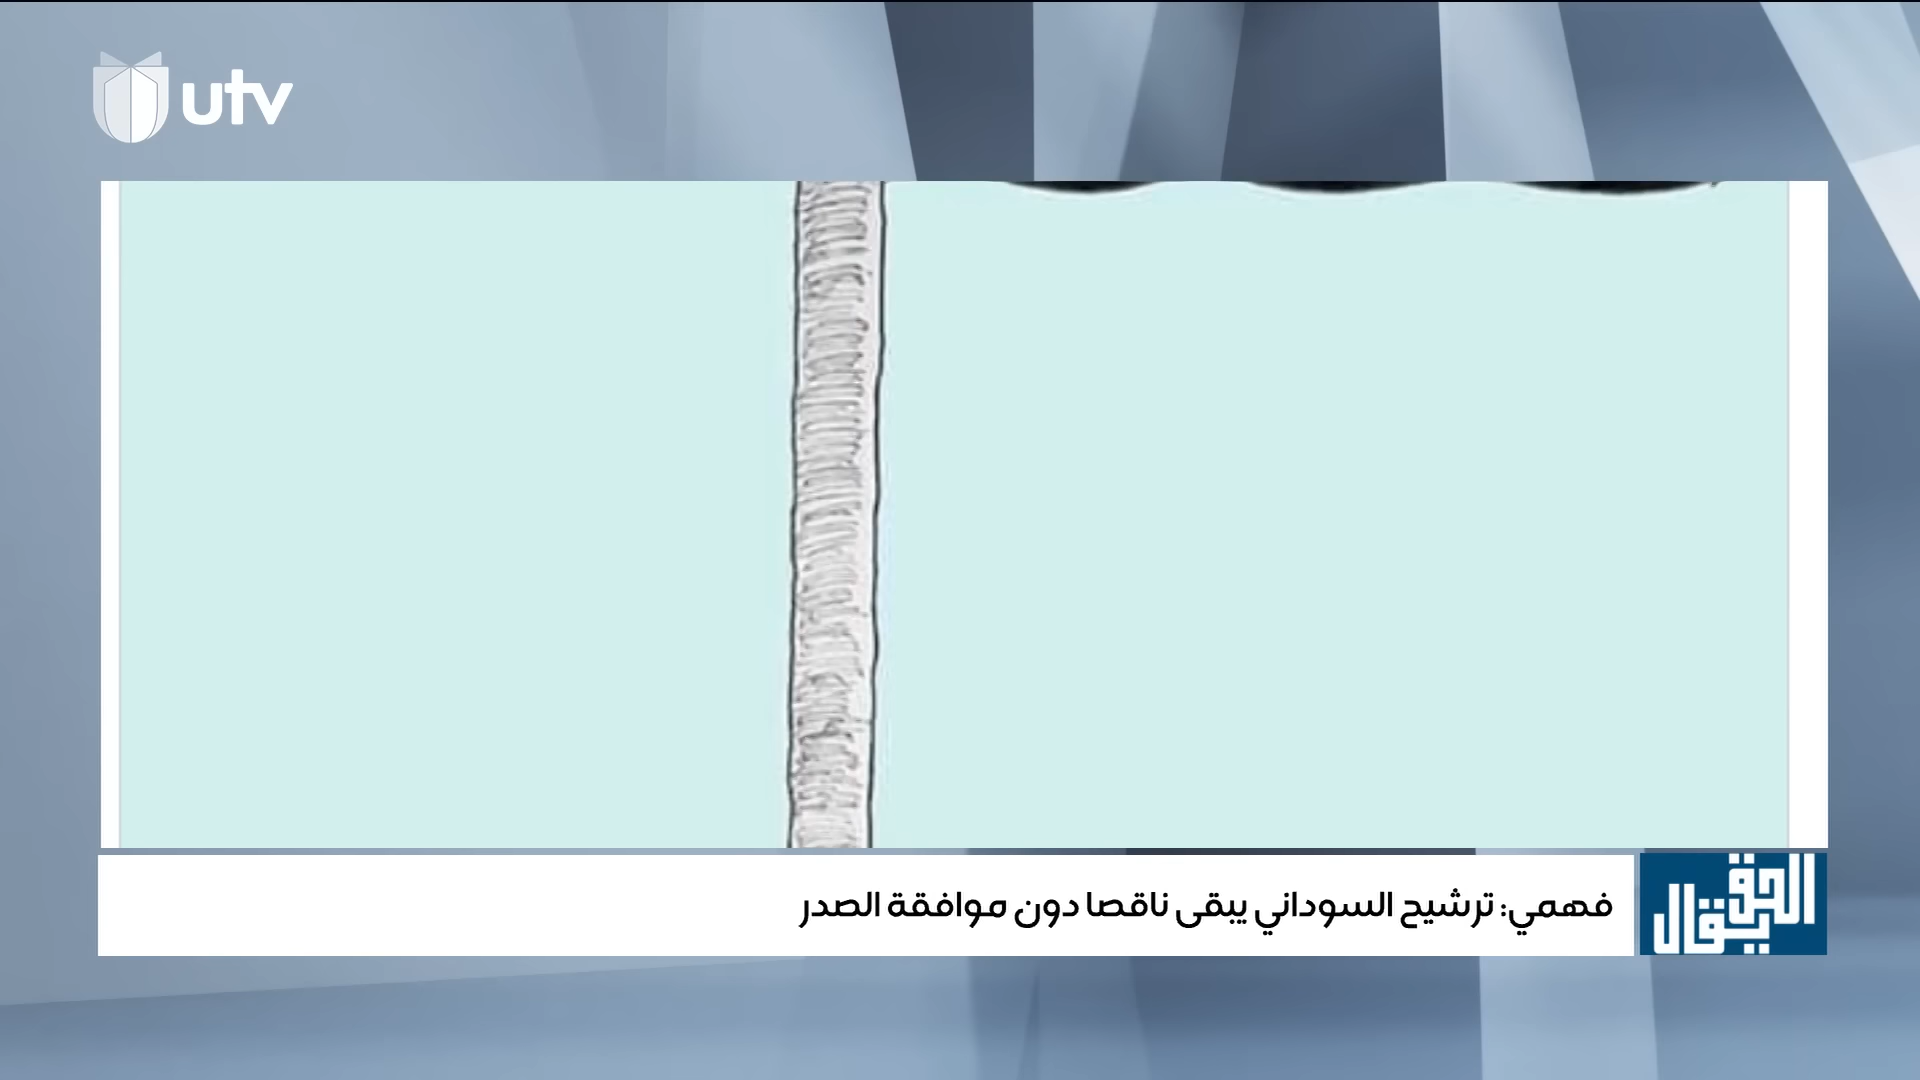 utv
فهمي: ترشيح السوداني يبقى ناقصا دون موافقة الصدر
الحق يقال